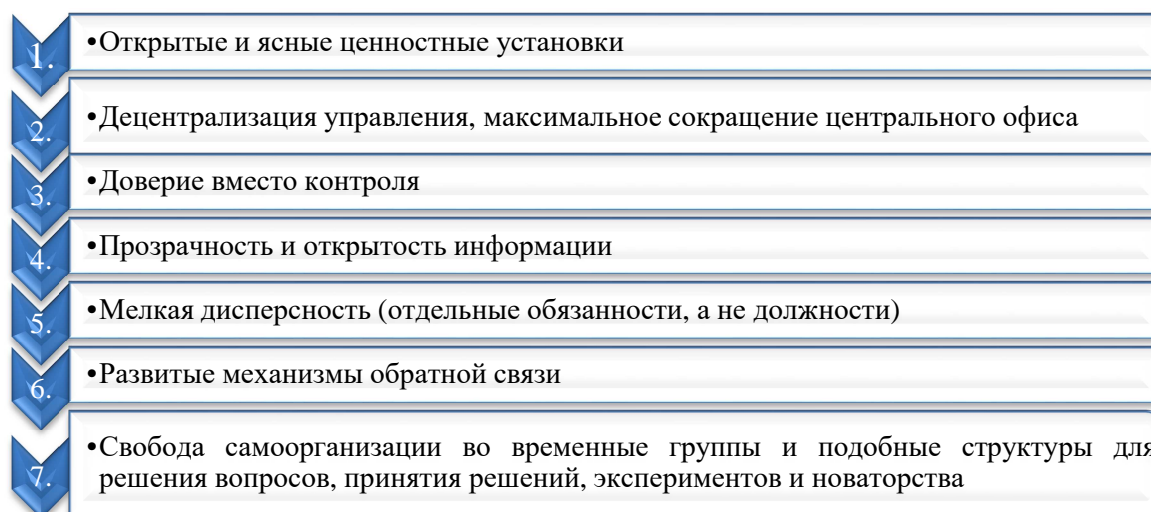 1. •Открытые и ясные ценностные установки
2. •Децентрализация управления, максимальное сокращение центрального офиса
3. •Доверие вместо контроля
4. •Прозрачность и открытость информации
5. •Мелкая дисперсность (отдельные обязанности, а не должности)
6. •Развитые механизмы обратной связи
7. •Свобода самоорганизации во временные группы и подобные структуры для
решения вопросов, принятия решений, экспериментов и новаторства